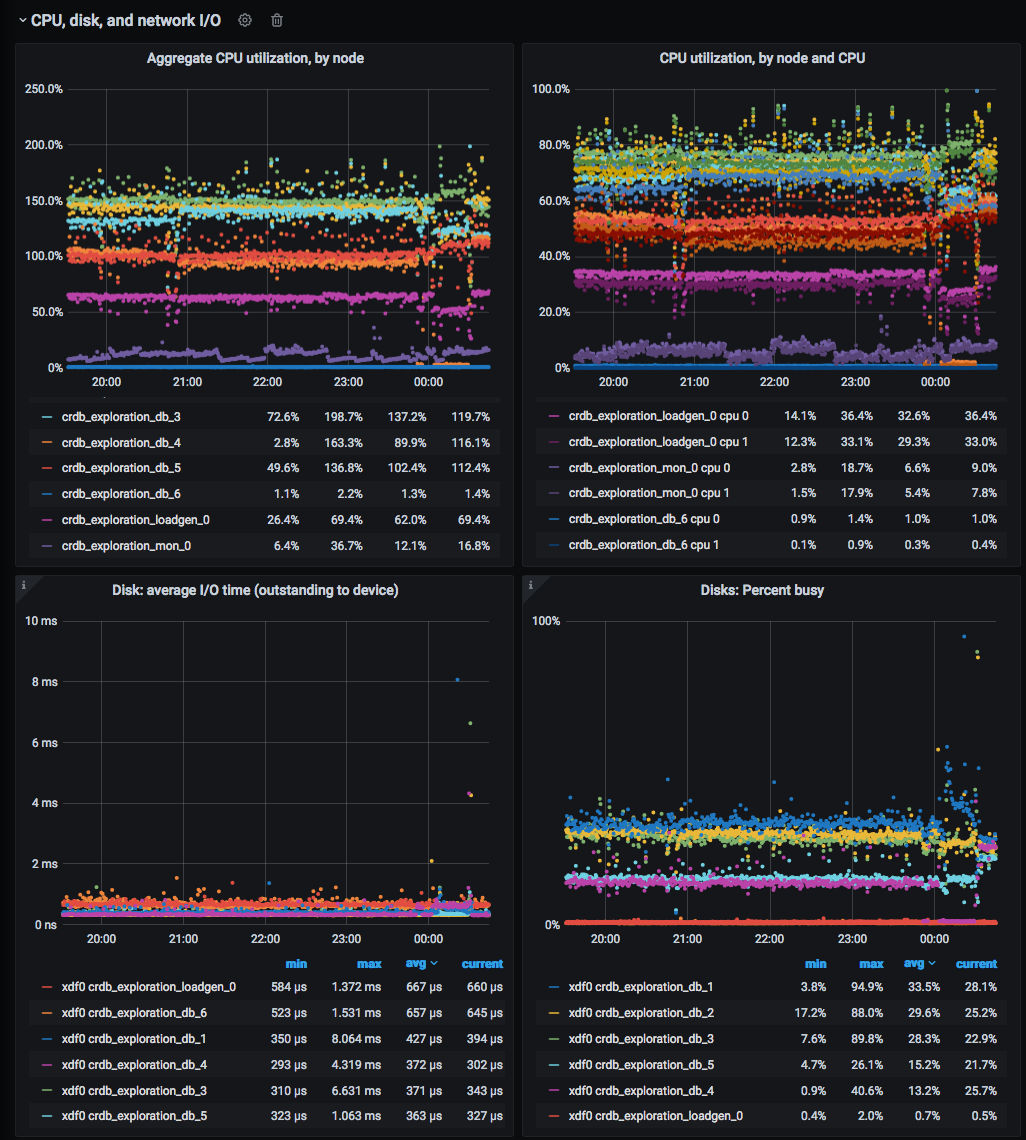 CPU, disk, and network I/O
Aggregate CPU utilization, by node
250.0%
200.0%
150.0%
100.0%
50.0%
0%
20:00 21:00 22:00 23:00 00:00
crdb_exploration_db_3 72.6% 198.7% 137.2% 119.7%
crdb_exploration_db_4 2.8% 163.3% 89.9% 116.1%
crdb_exploration_db_5 49.6% 136.8% 102.4% 112.4%
crdb_exploration_db_6 1.1% 2.2% 1.3% 1.4%
crdb_exploration_loadgen_0 26.4% 69.4% 62.0% 69.4%
crdb_exploration_mon_0 6.4% 36.7% 12.1% 16.8%
CPU utilization, by node and CPU
100.0%
80.0%
60.0%
40.0%
20.0%
0%
20:00 21:00 22:00 23:00 00:00
crdb_exploration_loadgen_0 cpu 0 14.1% 36.4% 32.6% 36.4%
crdb_exploration_loadgen_0 cpu 1 12.3% 33.1% 29.3% 33.0%
crdb_exploration_mon_0 cpu 0 2.8% 18.7% 6.6% 9.0%
crdb_exploration_mon_0 cpu 1 1.5% 17.9% 5.4% 7.8%
crdb_exploration_db_6 cpu 0 0.9% 1.4% 1.0% 1.0%
crdb_exploration_db_6 cpu 1 0.1% 0.9% 0.3% 0.4%
i
Disk: average I/O time (outstanding to device)
10 ms
8 ms
6 ms
4 ms
2 ms
0 ns
20:00 21:00 22:00 23:00 00:00
min max avg current
xdf0 crdb_exploration_loadgen_0 584 µs 1.372 ms 667 µs 660 µs
xdf0 crdb_exploration_db_6 523 µs 1.531 ms 657 µs 645 µs
xdf0 crdb_exploration_db_1 350 µs 8.064 ms 427 µs 394 µs
xdf0 crdb_exploration_db_4 293 µs 4.319 ms 372 µs 302 µs
xdf0 crdb_exploration_db_3 310 µs 6.631 ms 371 µs 343 µs
xdf0 crdb_exploration_db_5 323 µs 1.063 ms 363 µs 327 µs
i
Disks: Percent busy
100%
0%
20:00 21:00 22:00 23:00 00:00
min max avg current
xdf0 crdb_exploration_db_1 3.8% 94.9% 33.5% 28.1%
xdf0 crdb_exploration_db_2 17.2% 88.0% 29.6% 25.2%
xdf0 crdb_exploration_db_3 7.6% 89.8% 28.3% 22.9%
xdf0 crdb_exploration_db_5 4.7% 26.1% 15.2% 21.7%
xdf0 crdb_exploration_db_4 0.9% 40.6% 13.2% 25.7%
xdf0 crdb_exploration_loadgen_0 0.4% 2.0% 0.7% 0.5%